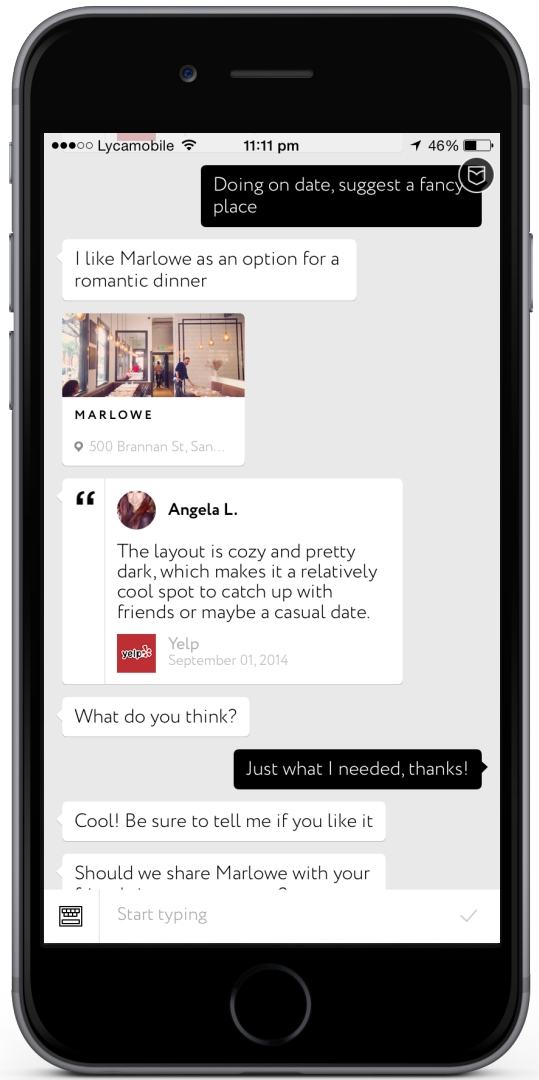 Lycamobile
11:11 pm
46%
Doing on date, suggest a fancy
place
I like Marlowe as an option for a
romantic dinner
MARLOWE
500 Brannan St, San...
“
Angela L.
The layout is cozy and pretty
dark, which makes it a relatively
cool spot to catch up with
friends or maybe a casual date.
yelp
Yelp
September 01, 2014
What do you think?
Just what I needed, thanks!
Cool! Be sure to tell me if you like it
Should we share Marlowe with your
Start typing